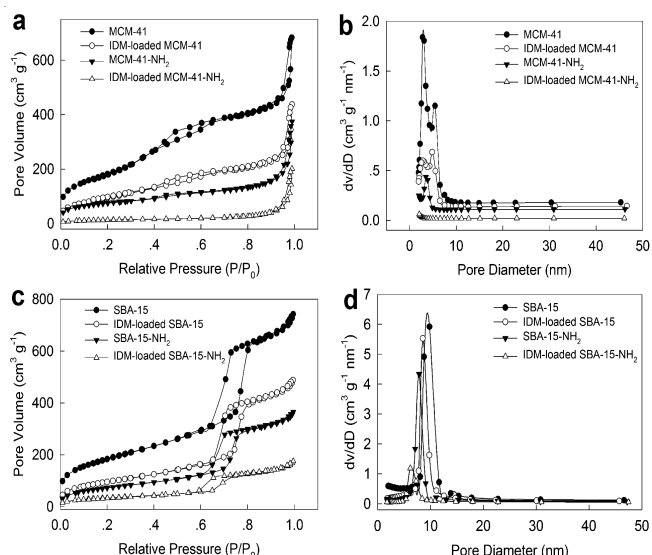 a
MCM-41
IDM-loaded MCM-41
MCM-41-NH2
IDM-loaded MCM-41-NH2
Pore Volume (cm3 g-1)
800
600
400
200
0
0.0 .2 .4 .6 .8 1.0
Relative Pressure (P/P0)
b
MCM-41
IDM-loaded MCM-41
MCM-41-NH2
IDM-loaded MCM-41-NH2
dv/dD (cm3 g-1 nm-1)
2.0
1.5
1.0
.5
0.0
0 10 20 30 40 50
Pore Diameter (nm)
c
SBA-15
IDM-loaded SBA-15
SBA-15-NH2
IDM-loaded SBA-15-NH2
Pore Volume (cm3 g-1)
800
600
400
200
0
0.0 .2 .4 .6 .8 1.0
Relative Pressure (P/P0)
d
SBA-15
IDM-loaded SBA-15
SBA-15-NH2
IDM-loaded SBA-15-NH2
dv/dD (cm3 g-1 nm-1)
7
6
5
4
3
2
1
0
0 10 20 30 40 50
Pore Diameter (nm)